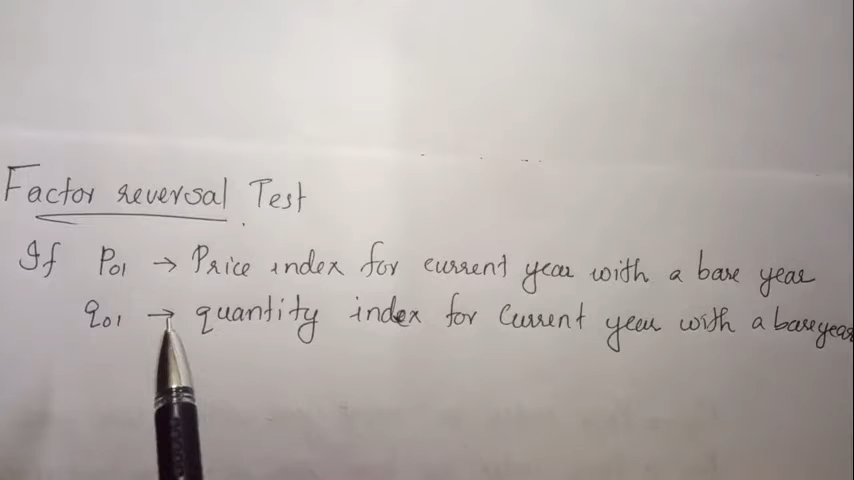 Factor reversal Test
If P01 → Price index for current year with a base year
q01 → quantity index for Current year with a base year